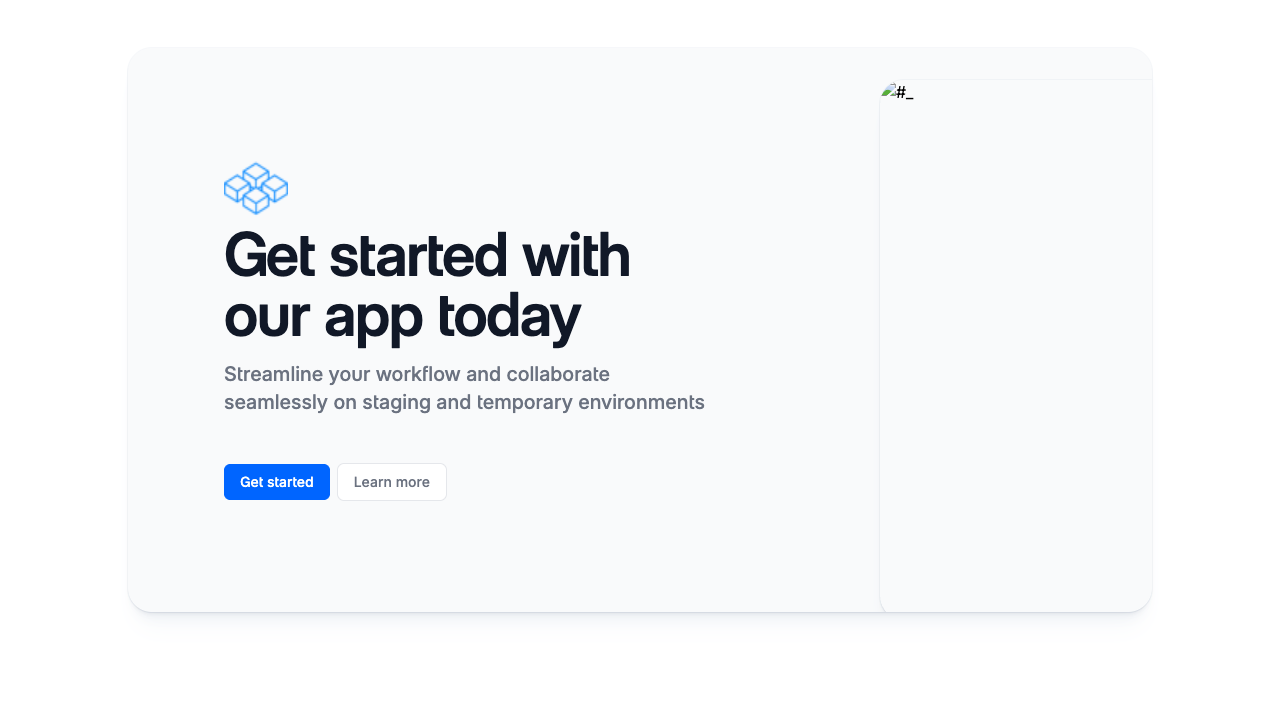 #_
Get started with
our app today
Streamline your workflow and collaborate
seamlessly on staging and temporary environments
Get started
Learn more